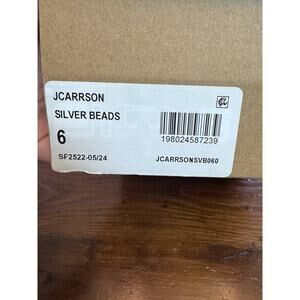 JCARRSON
SILVER BEADS
6
198024587239
SF2522-05/24
JCARRSONSVB060